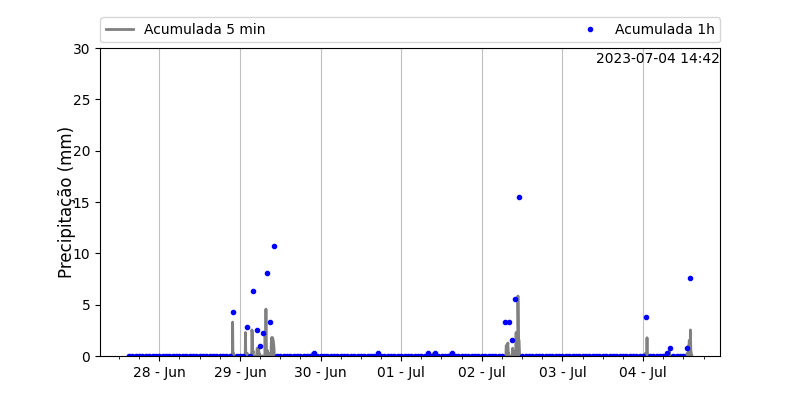 Acumulada 5 min
Acumulada 1h
2023-07-04 14:42
Precipitação (mm)
30
25
20
15
10
5
0
28 - Jun
29 - Jun
30 - Jun
01 - Jul
02 - Jul
03 - Jul
04 - Jul